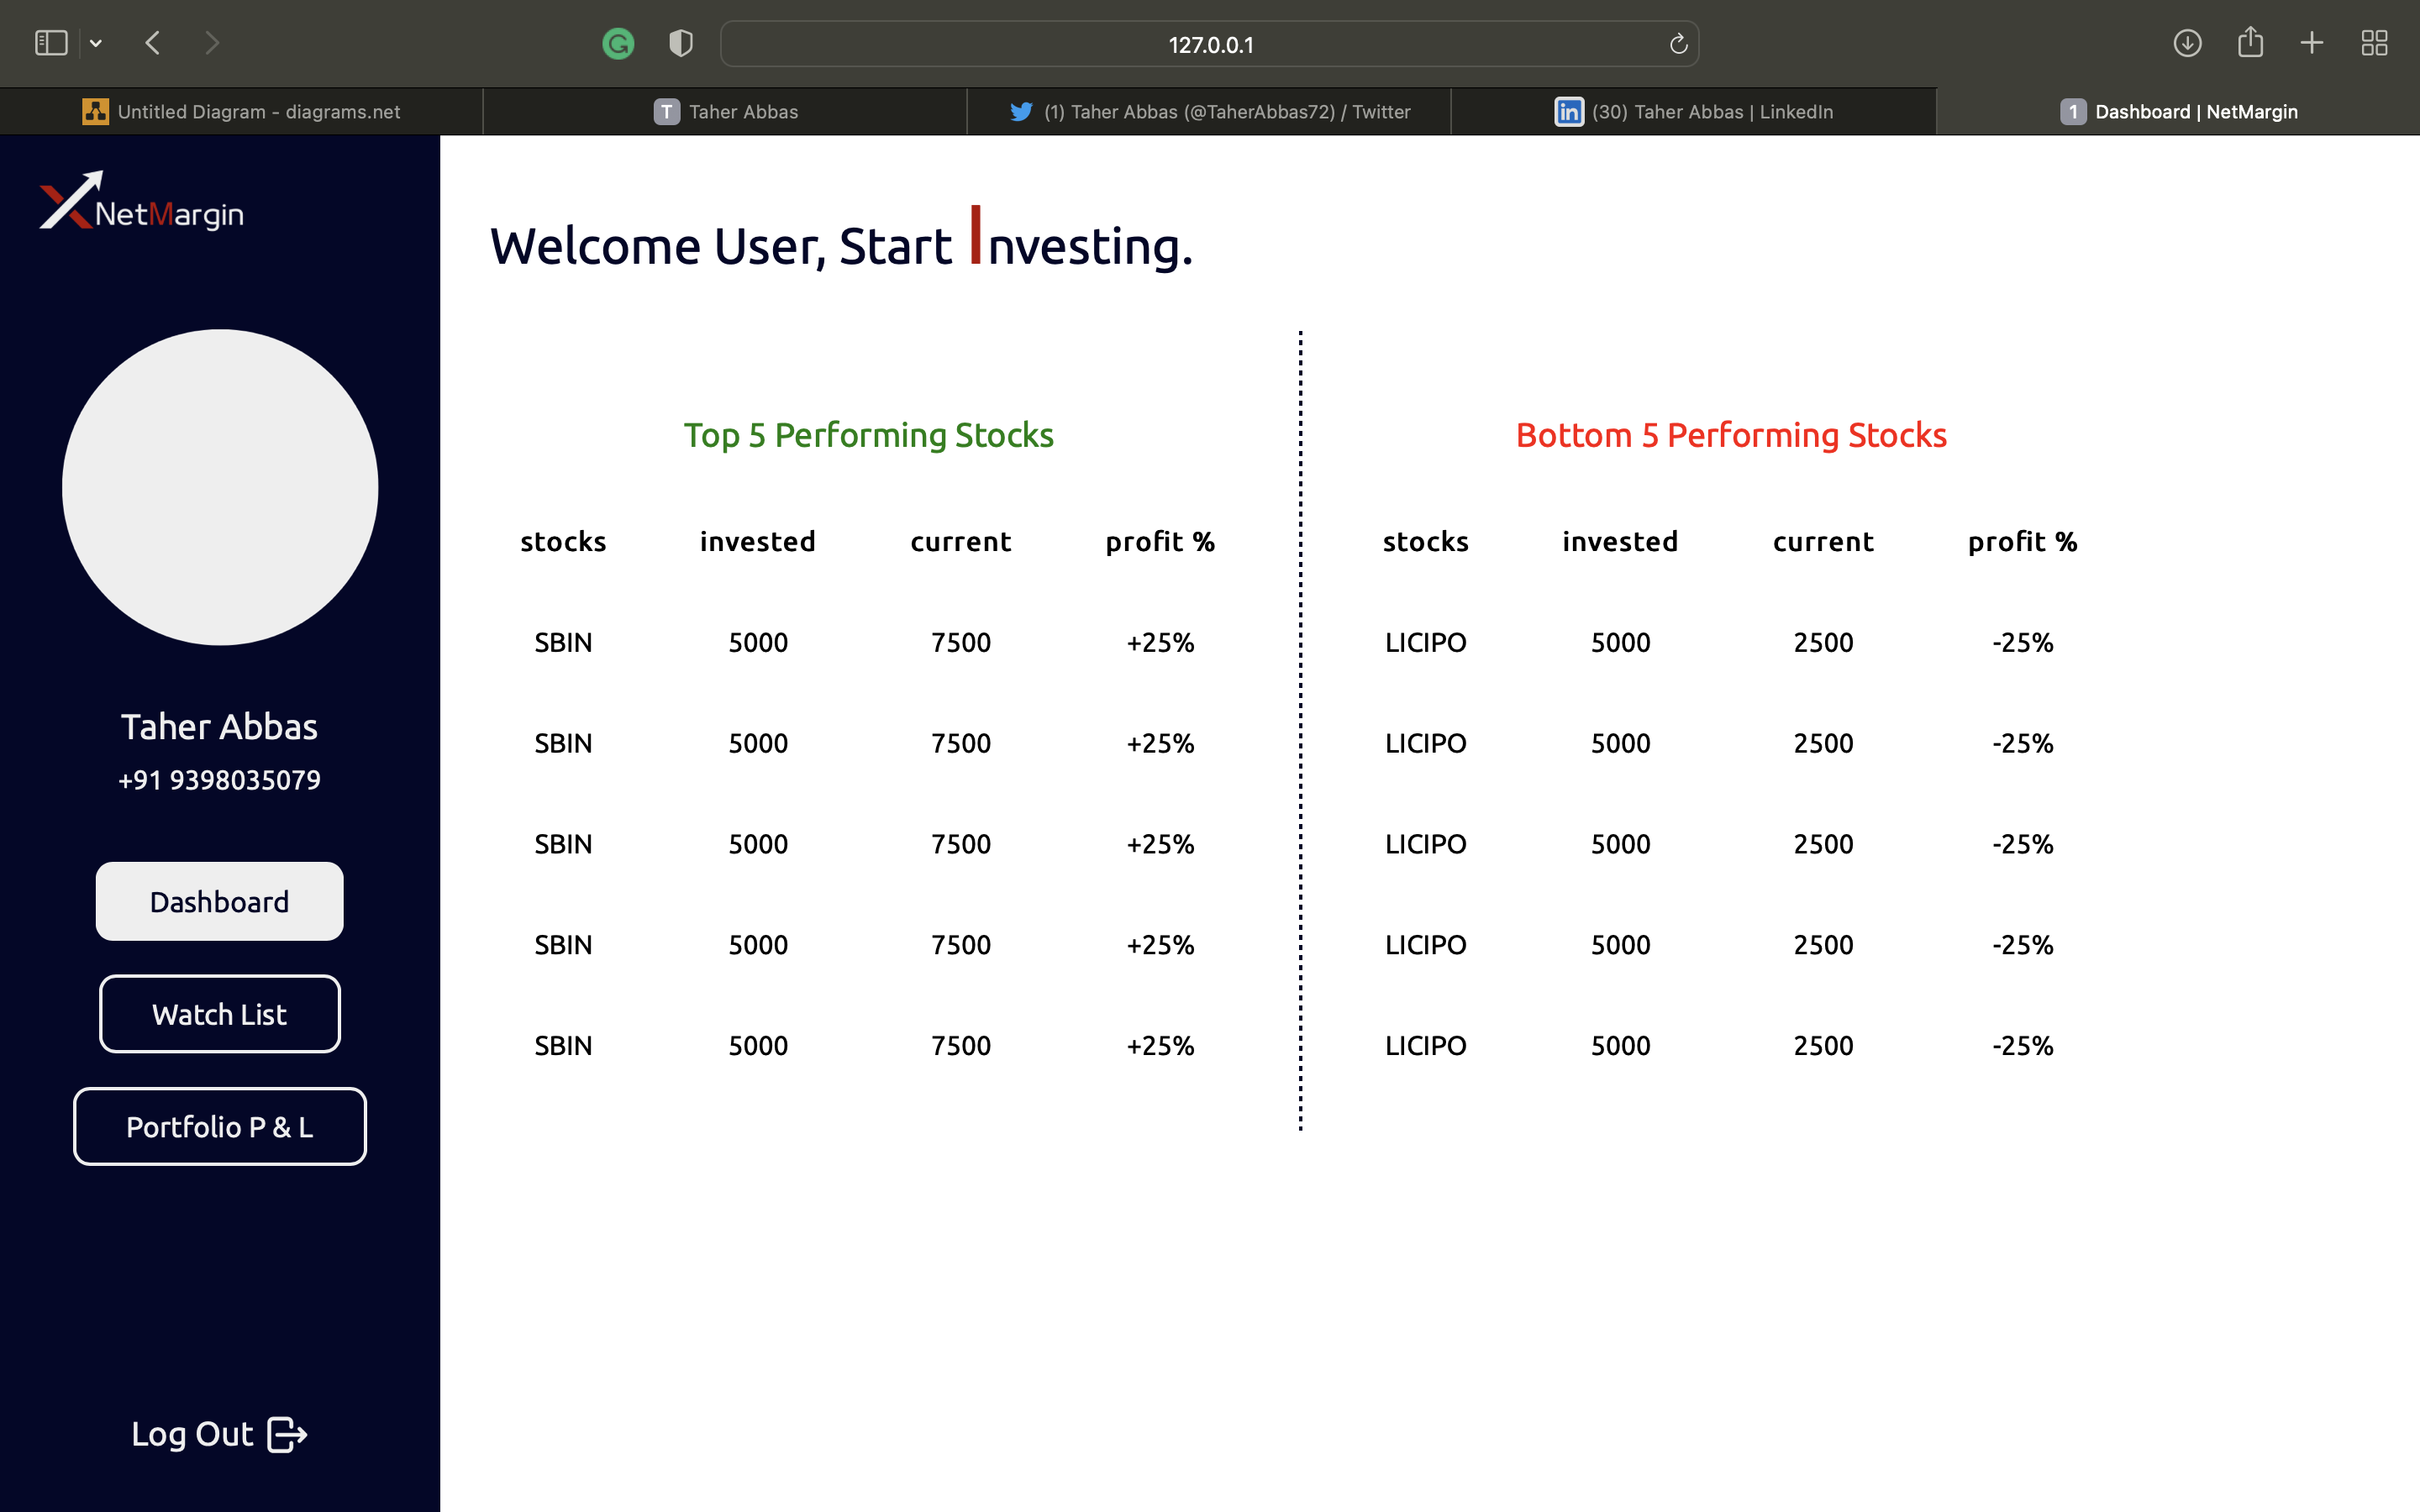 127.0.0.1
Untitled Diagram - diagrams.net
T Taher Abbas
(1) Taher Abbas (@TaherAbbas72) / Twitter
in (30) Taher Abbas | LinkedIn
1 Dashboard | NetMargin
NetMargin
Welcome User, Start Investing.
Taher Abbas
+91 9398035079
Dashboard
Watch List
Portfolio P & L
Log Out
Top 5 Performing Stocks
stocks invested current profit %
SBIN 5000 7500 +25%
SBIN 5000 7500 +25%
SBIN 5000 7500 +25%
SBIN 5000 7500 +25%
SBIN 5000 7500 +25%
Bottom 5 Performing Stocks
stocks invested current profit %
LICIPO 5000 2500 -25%
LICIPO 5000 2500 -25%
LICIPO 5000 2500 -25%
LICIPO 5000 2500 -25%
LICIPO 5000 2500 -25%